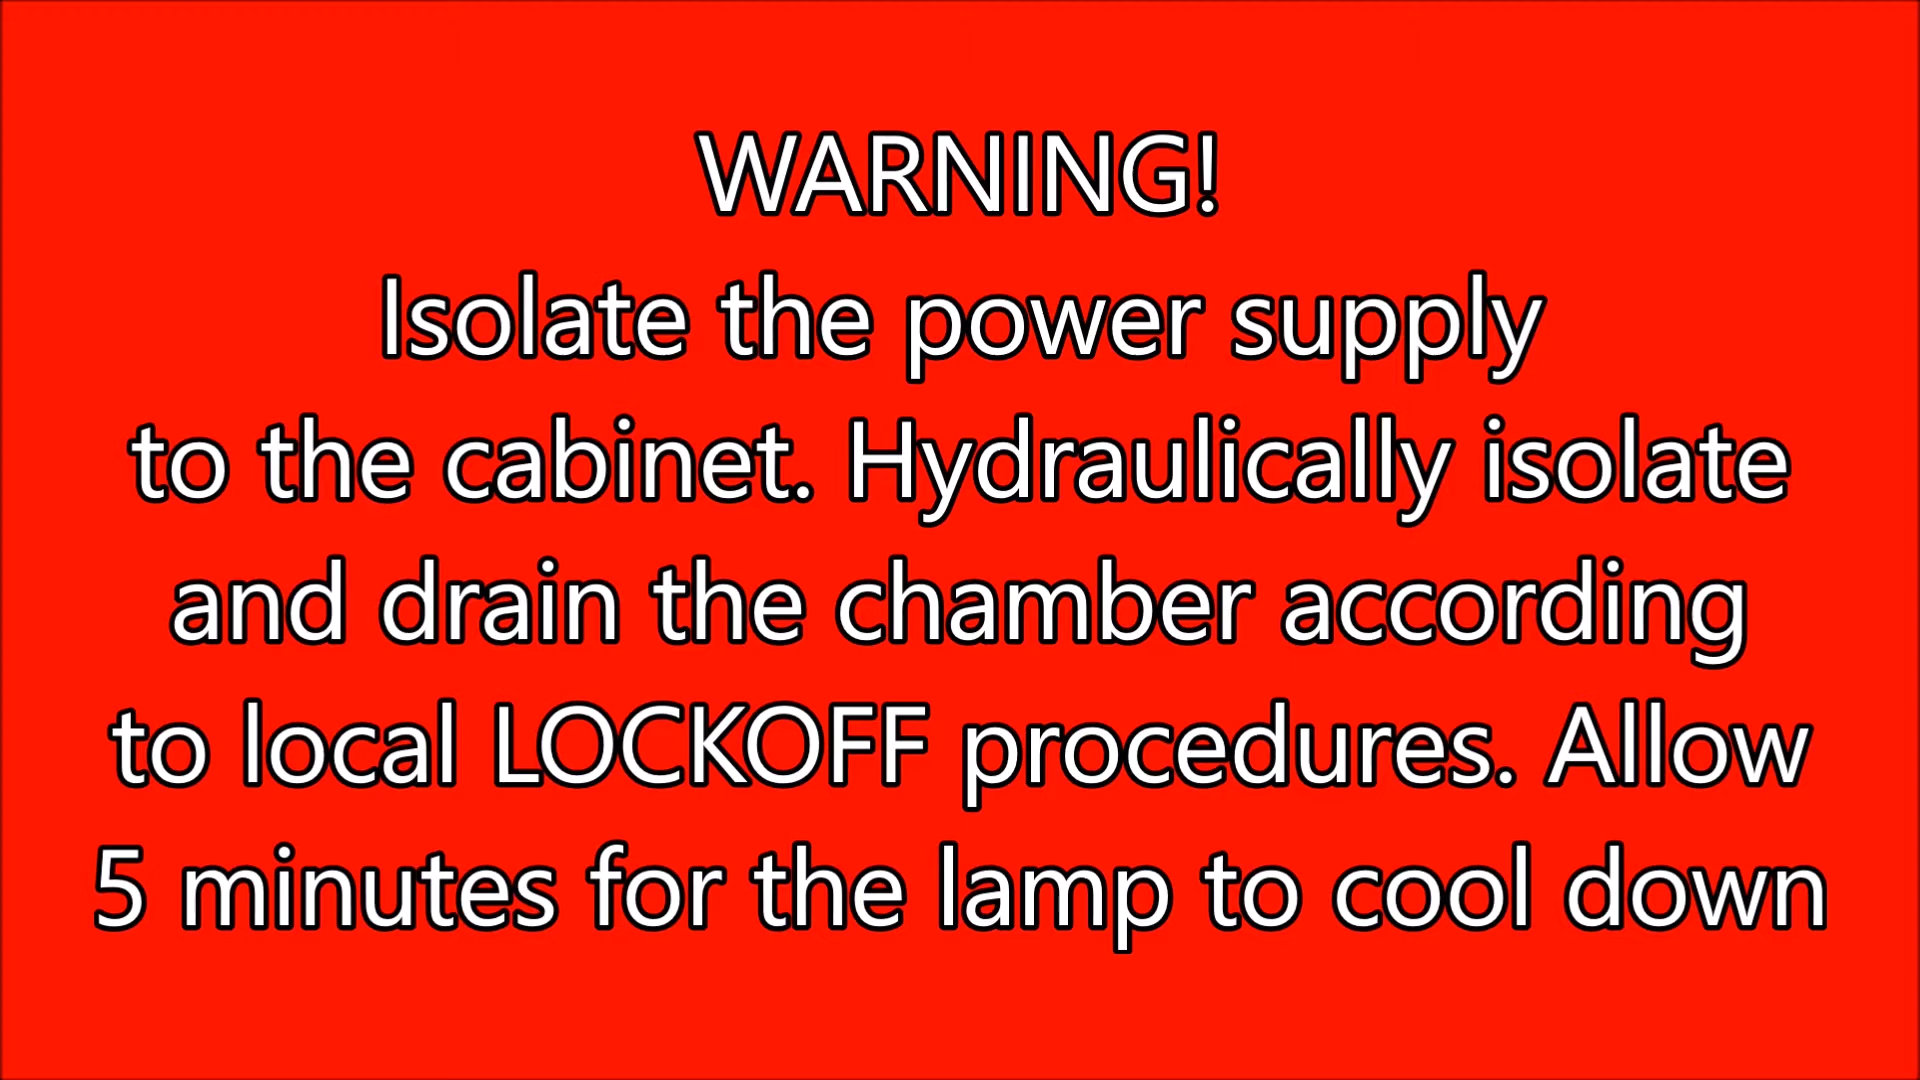 WARNING!
Isolate the power supply
to the cabinet. Hydraulically isolate
and drain the chamber according
to local LOCKOFF procedures. Allow
5 minutes for the lamp to cool down